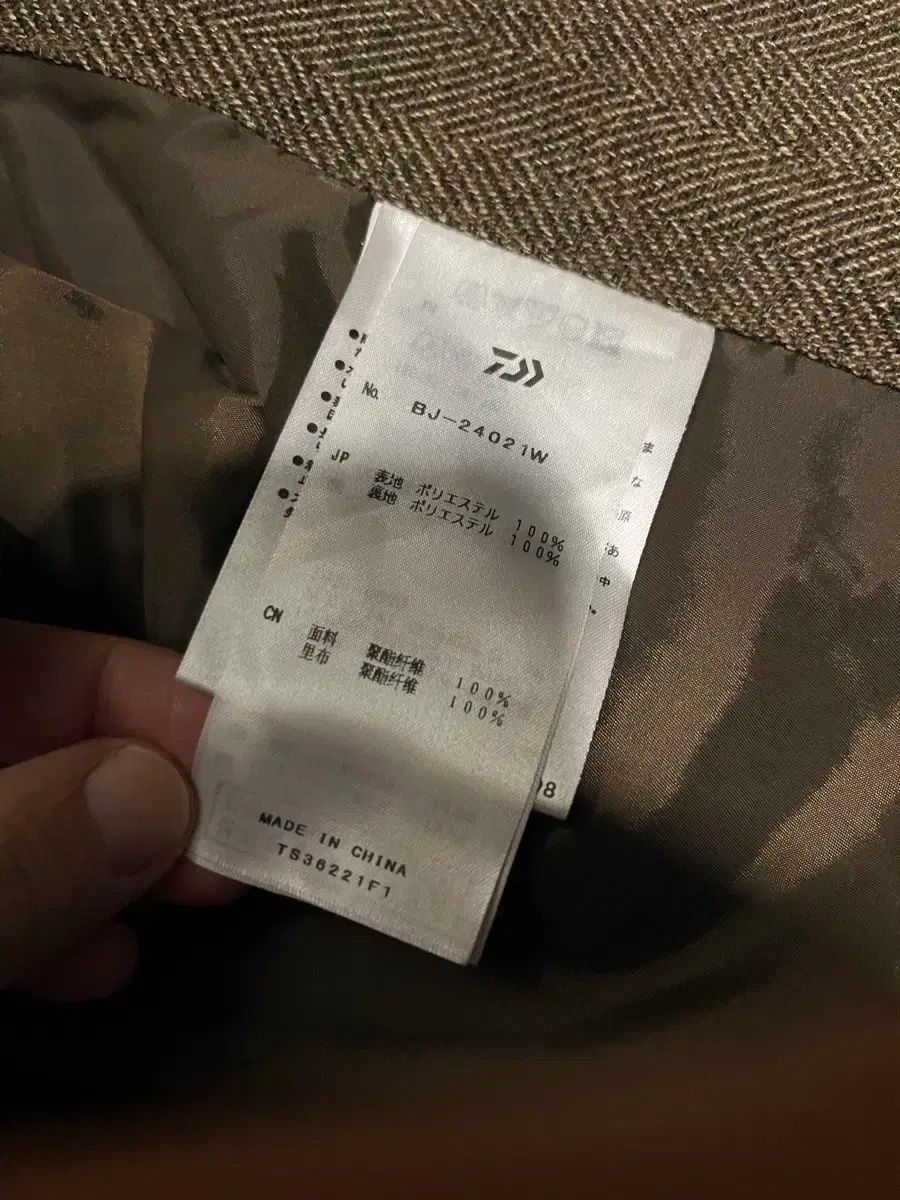 No. BJ-24021W
JP
表地 ポリエステル 100%
裏地 ポリエステル 100%
CN
面料 聚酯纤维 100%
里布 聚酯纤维 100%
MADE IN CHINA
TS36221F1